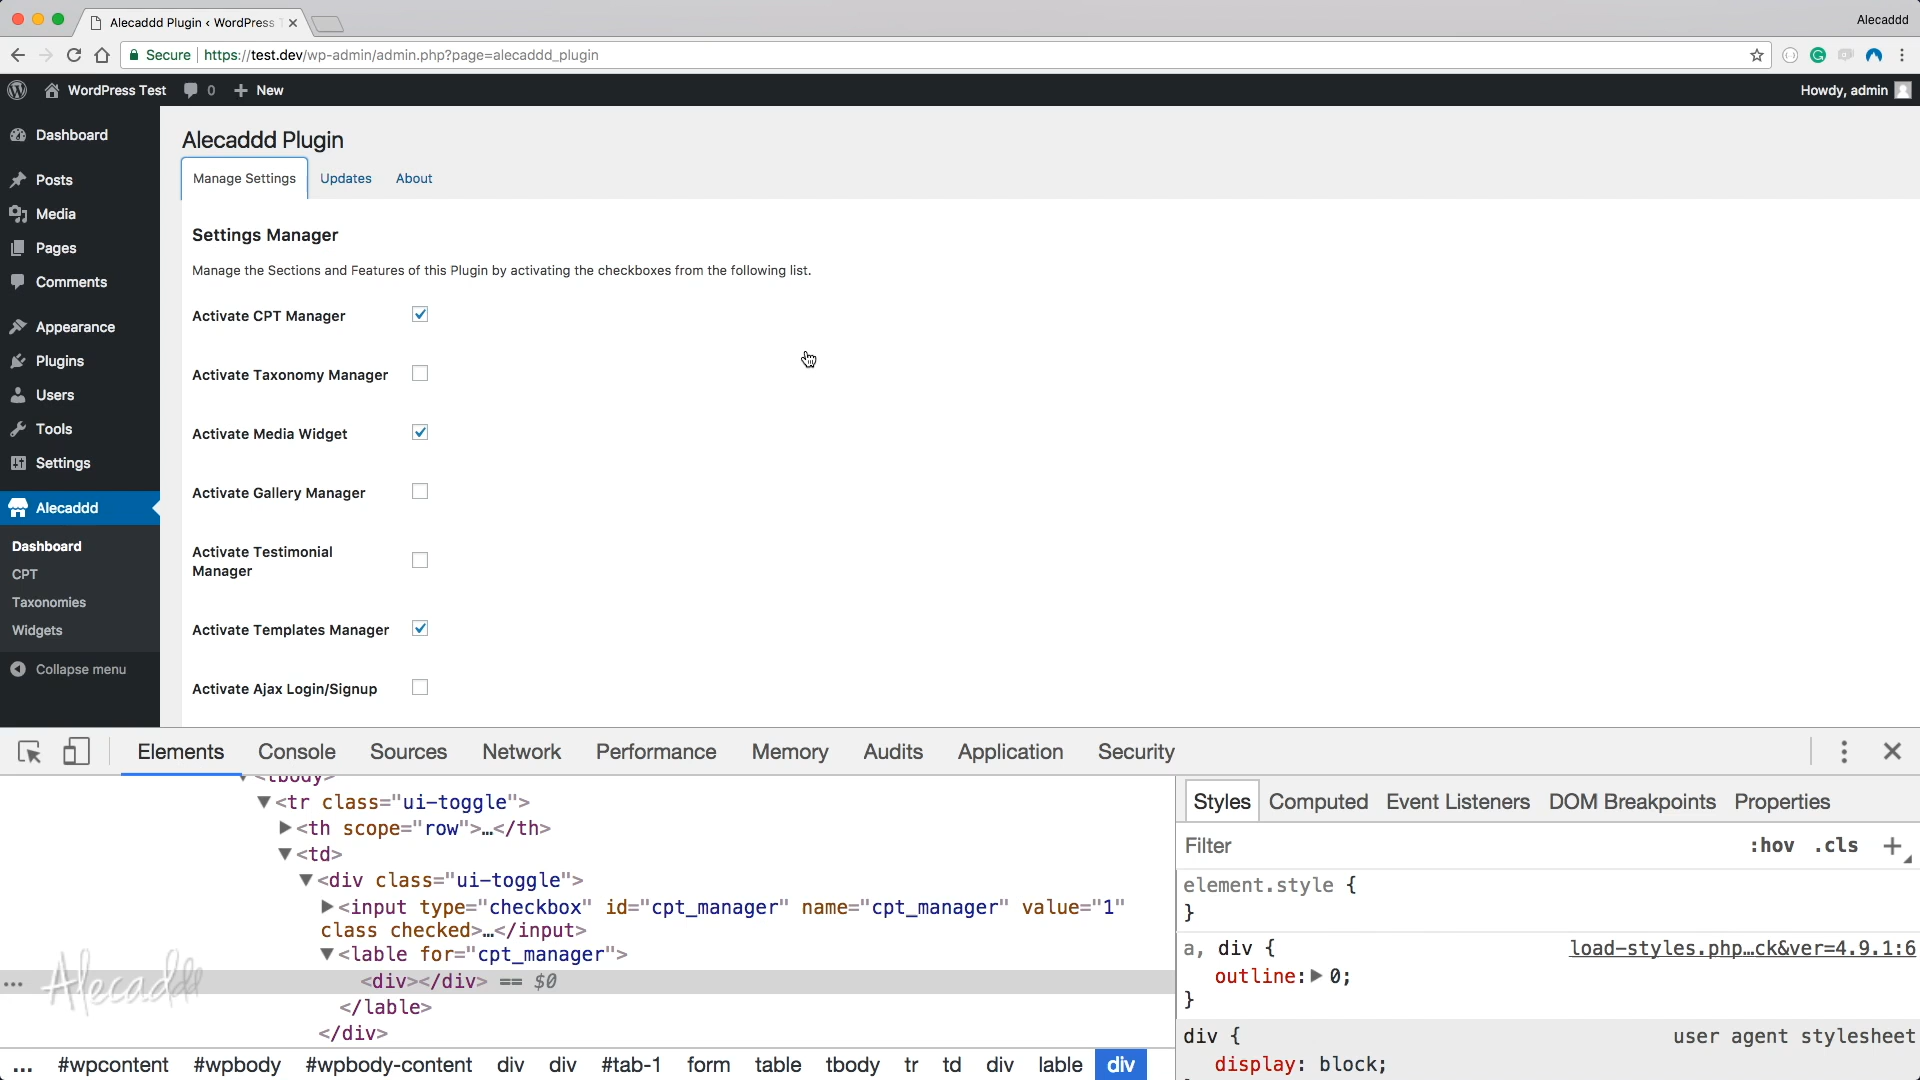 Alecaddd Plugin ‹ WordPress
Alecaddd
Secure
https://test.dev/wp-admin/admin.php?page=alecaddd_plugin
WordPress Test
0
New
Howdy, admin
Dashboard
Posts
Media
Pages
Comments
Appearance
Plugins
Users
Tools
Settings
Alecaddd
Dashboard
CPT
Taxonomies
Widgets
Collapse menu
Alecaddd Plugin
Manage Settings
Updates
About
Settings Manager
Manage the Sections and Features of this Plugin by activating the checkboxes from the following list.
Activate CPT Manager
Activate Taxonomy Manager
Activate Media Widget
Activate Gallery Manager
Activate Testimonial
Manager
Activate Templates Manager
Activate Ajax Login/Signup
Elements Console Sources Network Performance Memory Audits Application Security
<tbody>
<tr class="ui-toggle">
<th scope="row">…</th>
<td>
<div class="ui-toggle">
<input type="checkbox" id="cpt_manager" name="cpt_manager" value="1"
class checked>…</input>
<lable for="cpt_manager">
<div></div> == $0
</lable>
</div>
... #wpcontent #wpbody #wpbody-content div div #tab-1 form table tbody tr td div lable div
Alecaddd
Styles Computed Event Listeners DOM Breakpoints Properties
Filter
:hov .cls
element.style {
}
a, div { load-styles.php…ck&ver=4.9.1:6
outline: 0;
}
div { user agent stylesheet
display: block;